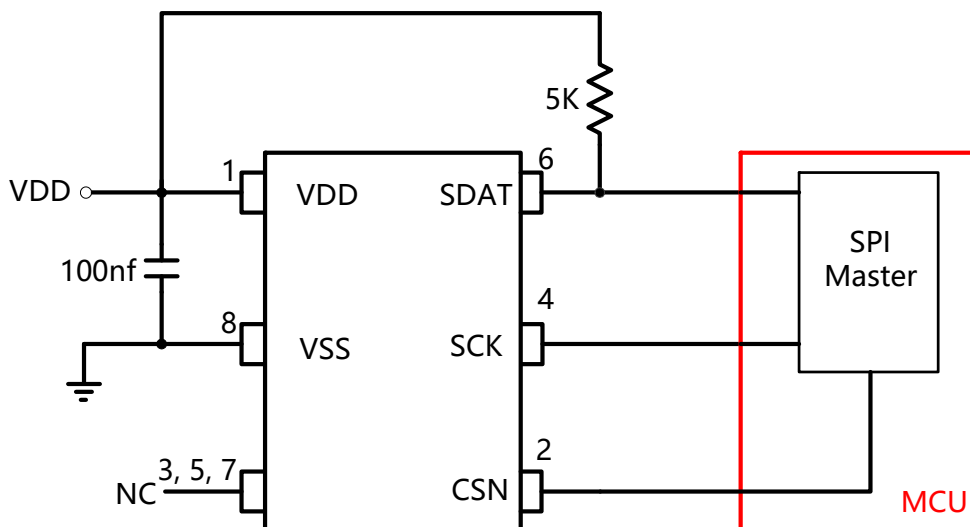 5K
1
6
VDD
VDD
SDAT
SPI
Master
100nf
4
8
VSS
SCK
3, 5, 7
2
NC
CSN
MCU